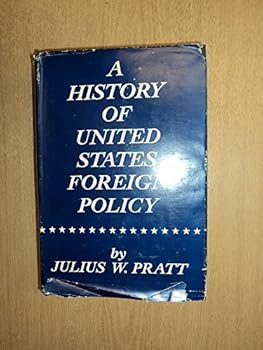 A
HISTORY
OF
UNITED
STATES
FOREIGN
POLICY
by
JULIUS W. PRATT